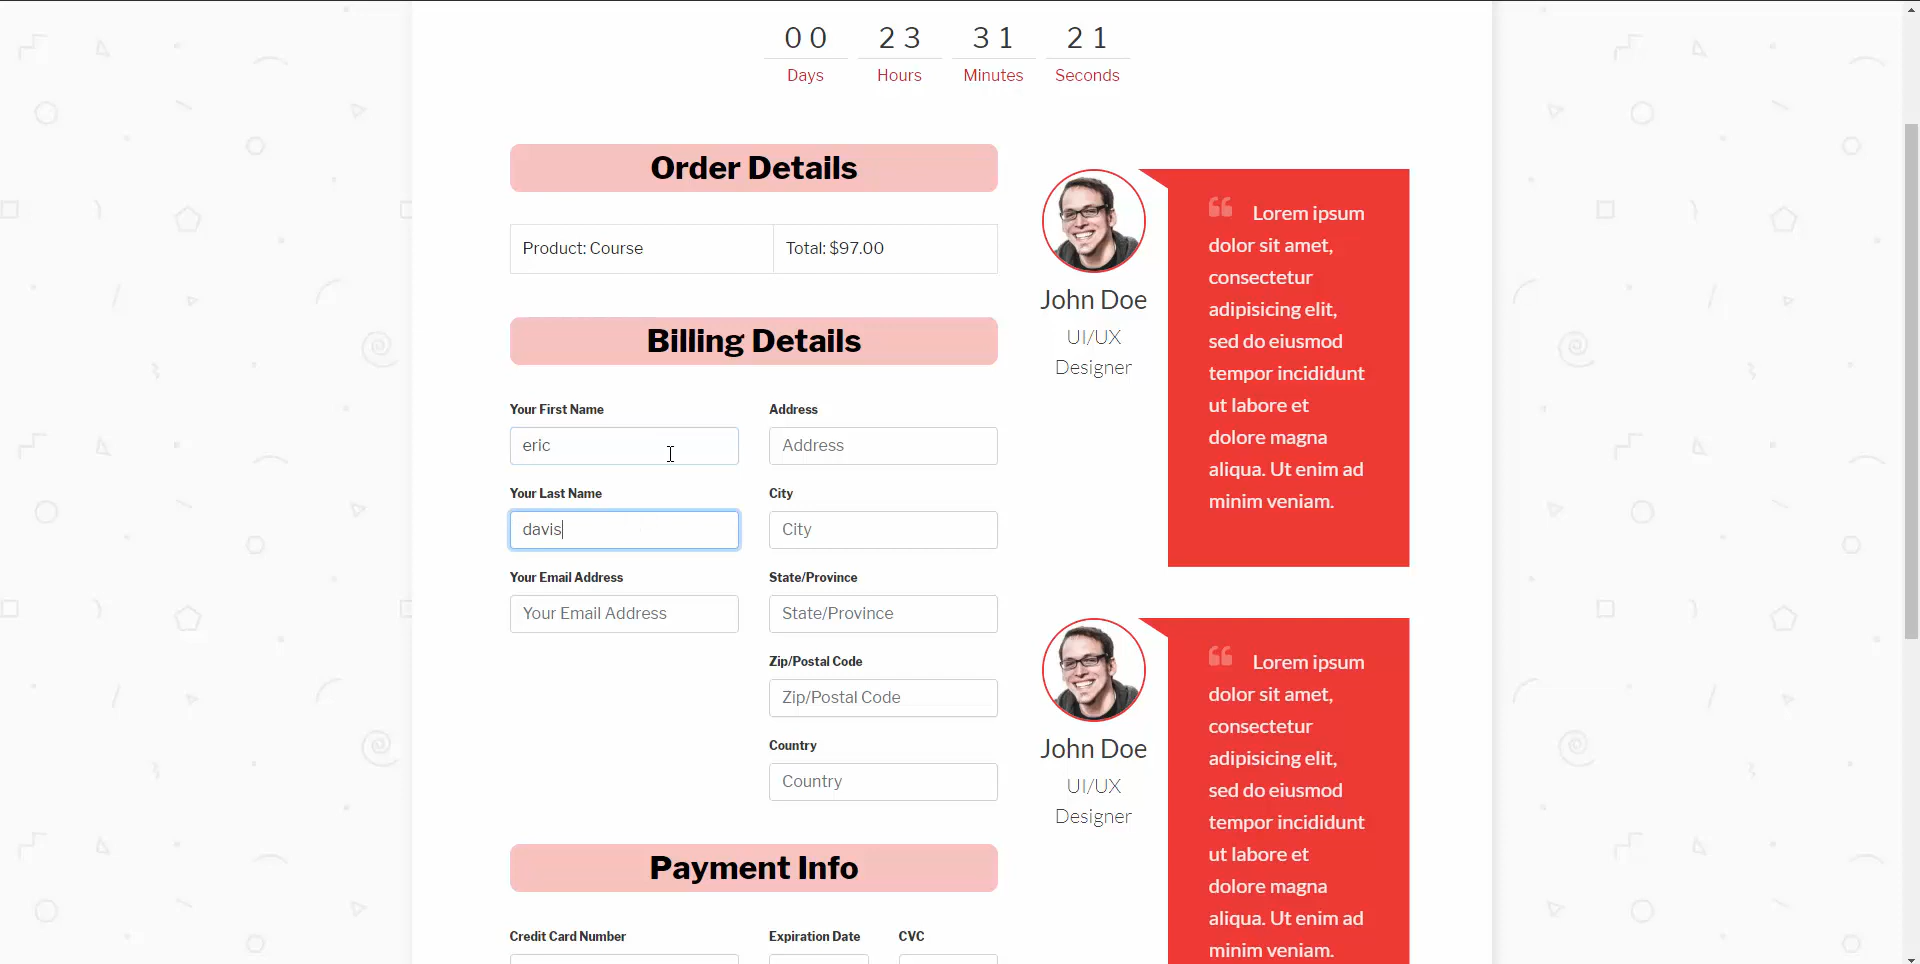 00 23 31 21
Days Hours Minutes Seconds
Order Details
Product: Course Total: $97.00
Billing Details
Your First Name
eric
Your Last Name
davis
Your Email Address
Your Email Address
Address
Address
City
City
State/Province
State/Province
Zip/Postal Code
Zip/Postal Code
Country
Country
Payment Info
Credit Card Number Expiration Date CVC
John Doe
UI/UX
Designer
“ Lorem ipsum
dolor sit amet,
consectetur
adipisicing elit,
sed do eiusmod
tempor incididunt
ut labore et
dolore magna
aliqua. Ut enim ad
minim veniam.
John Doe
UI/UX
Designer
“ Lorem ipsum
dolor sit amet,
consectetur
adipisicing elit,
sed do eiusmod
tempor incididunt
ut labore et
dolore magna
aliqua. Ut enim ad
minim veniam.